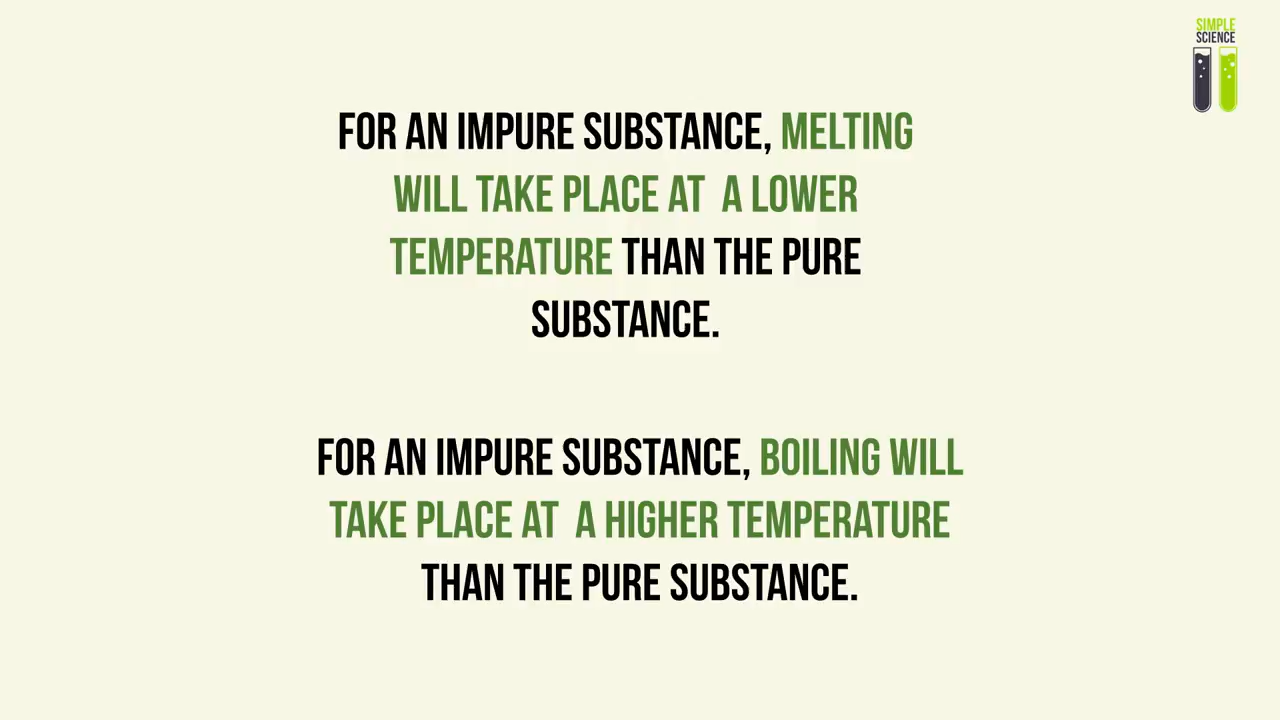 SIMPLE
SCIENCE
FOR AN IMPURE SUBSTANCE, MELTING
WILL TAKE PLACE AT A LOWER
TEMPERATURE THAN THE PURE
SUBSTANCE.
FOR AN IMPURE SUBSTANCE, BOILING WILL
TAKE PLACE AT A HIGHER TEMPERATURE
THAN THE PURE SUBSTANCE.